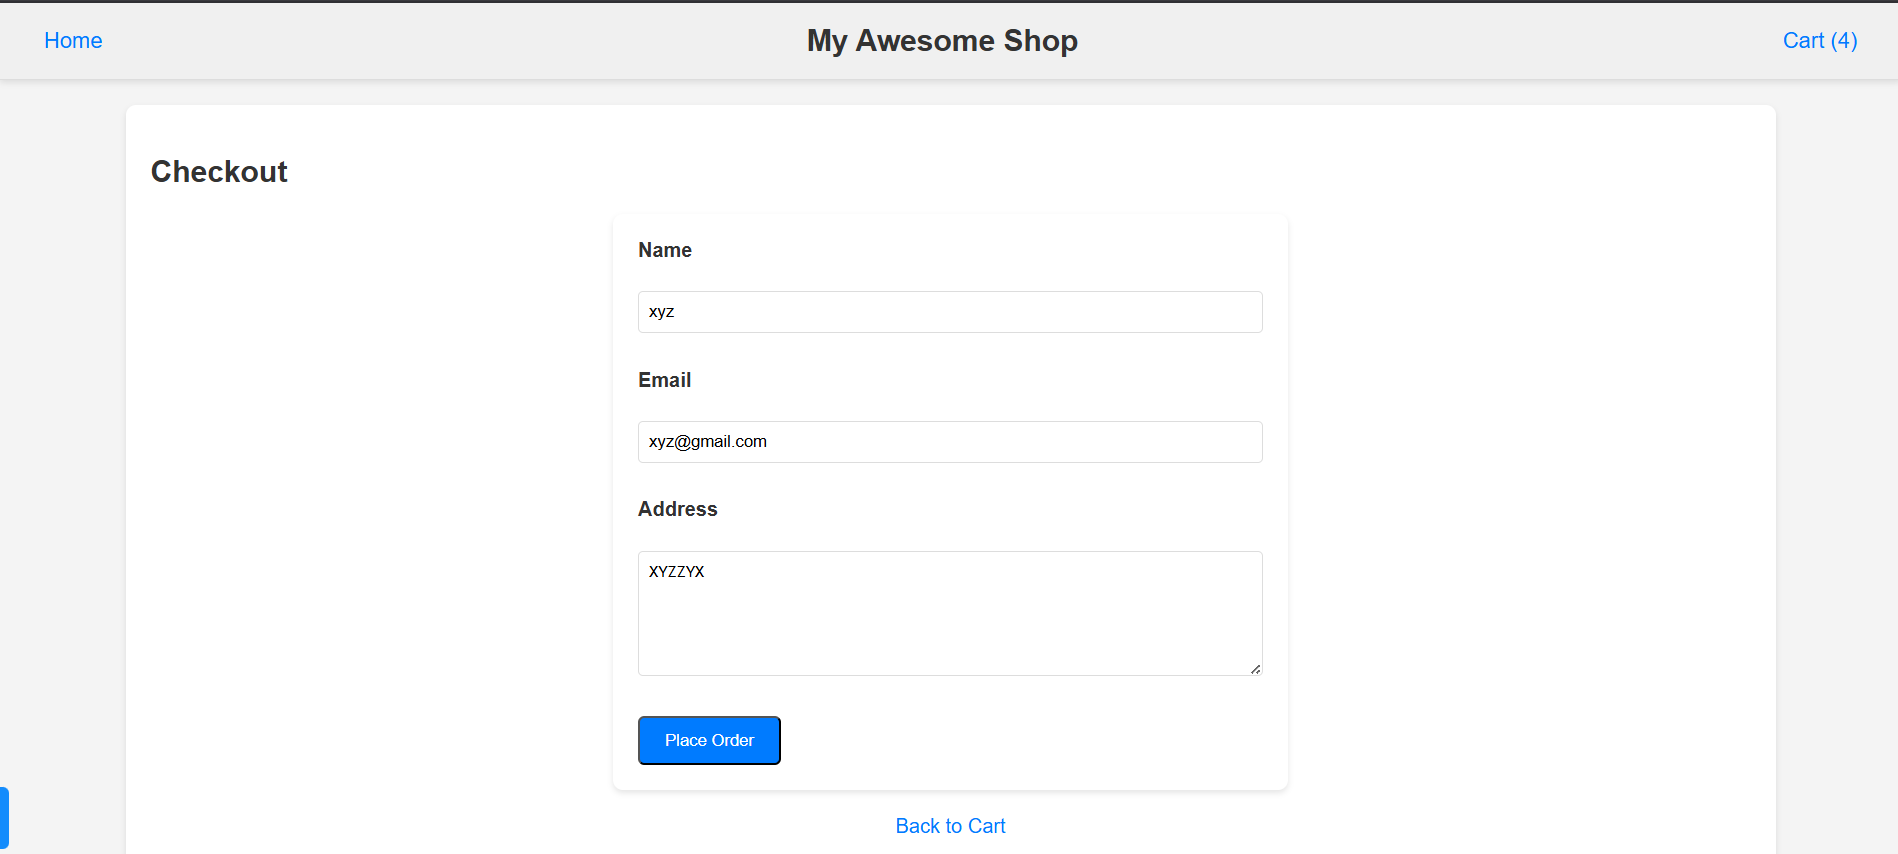 Home
My Awesome Shop
Cart (4)
Checkout
Name
xyz
Email
xyz@gmail.com
Address
XYZZYX
Place Order
Back to Cart